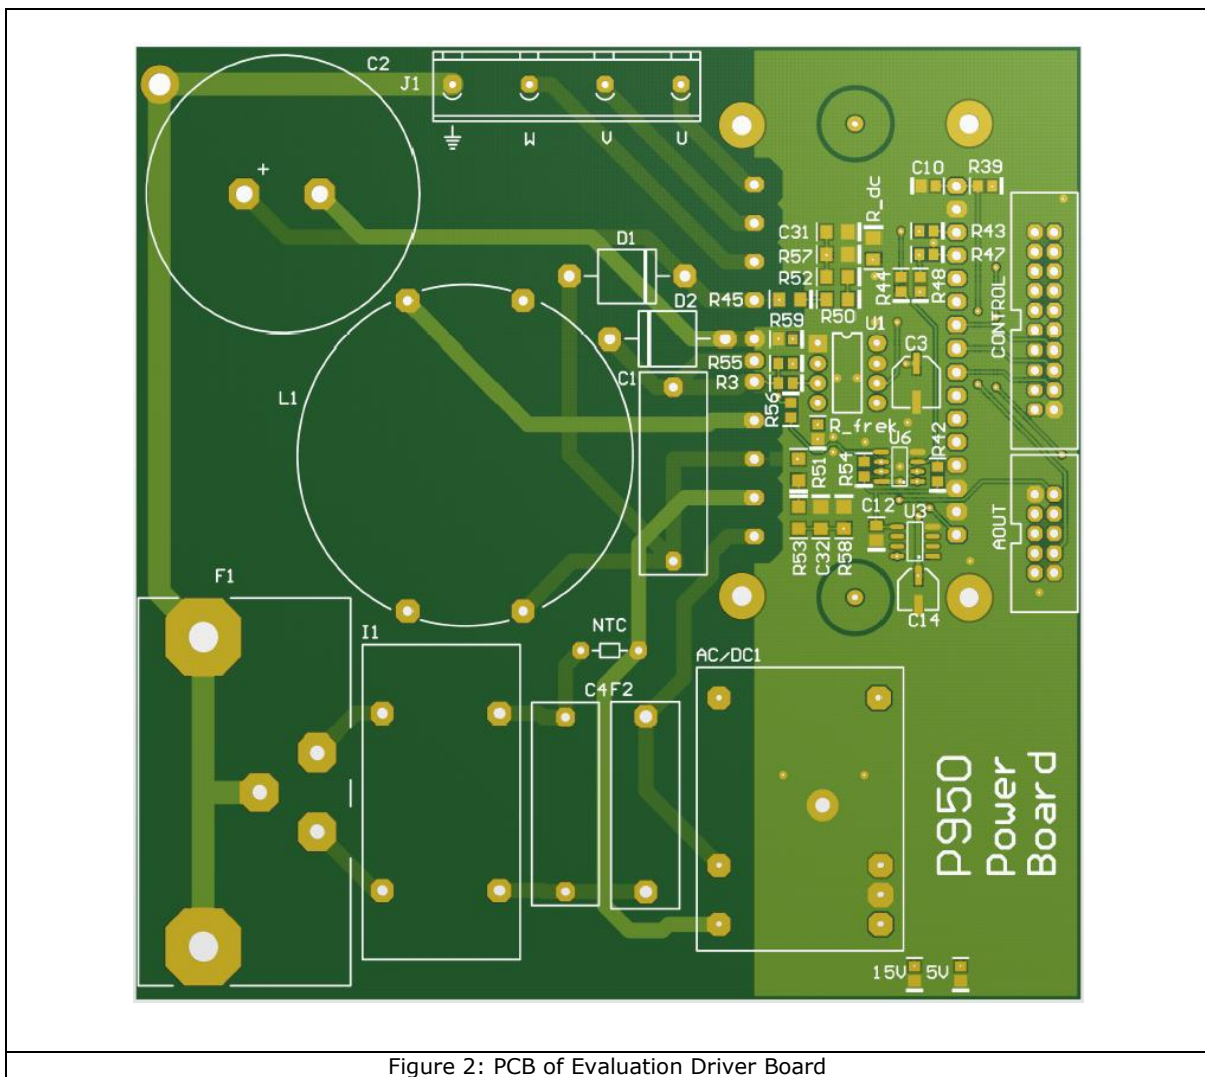 C2
J1
W V U
+
C10 R39
R_dc
C31
R43
R57
R47
D1
R52
R44
R48
D2
R45
R50
CONTROL
R59
U1
C3
R55
C1
R3
L1
R56
R_frek
R42
U6
R51
R54
C12
U3
AOUT
R53
C32
R58
F1
C14
NTC
I1
AC/DC1
C4 F2
P950
Power
Board
15V 5V
Figure 2: PCB of Evaluation Driver Board